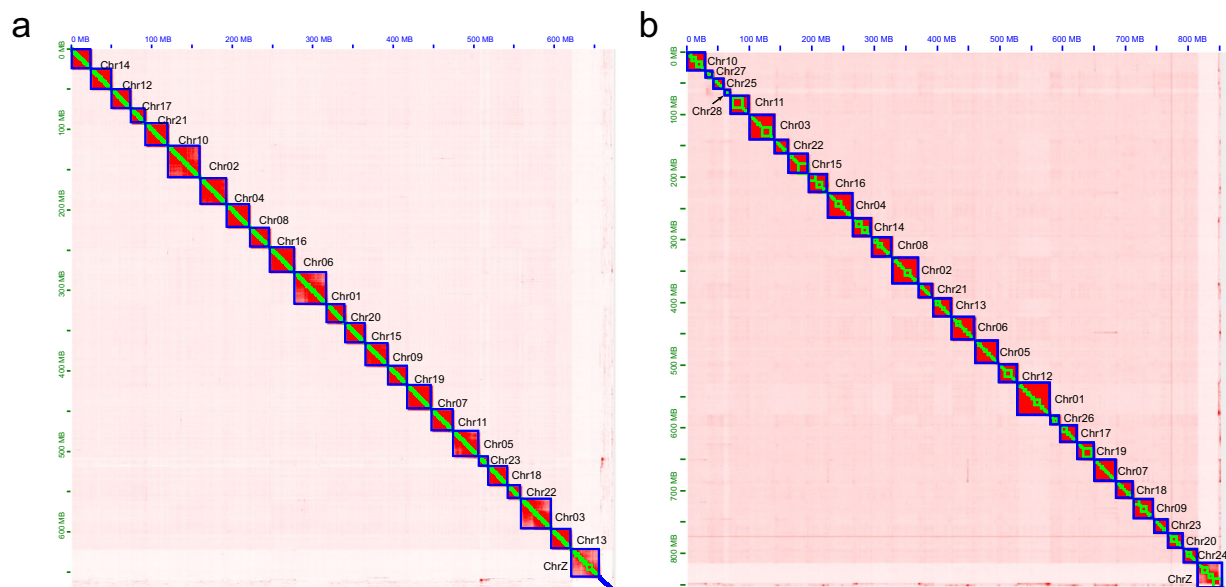 a
0 MB 100 MB 200 MB 300 MB 400 MB 500 MB 600 MB
100 MB
200 MB
300 MB
400 MB
500 MB
600 MB
Chr14
Chr12
Chr17
Chr21
Chr10
Chr02
Chr04
Chr08
Chr16
Chr06
Chr01
Chr20
Chr15
Chr09
Chr19
Chr07
Chr11
Chr05
Chr23
Chr18
Chr22
Chr03
Chr13
ChrZ
b
0 MB 100 MB 200 MB 300 MB 400 MB 500 MB 600 MB 700 MB 800 MB
0 MB
100 MB
200 MB
300 MB
400 MB
500 MB
600 MB
700 MB
800 MB
Chr10
Chr27
Chr25
Chr28
Chr11
Chr03
Chr22
Chr15
Chr16
Chr04
Chr14
Chr08
Chr02
Chr21
Chr13
Chr06
Chr05
Chr12
Chr01
Chr26
Chr17
Chr19
Chr07
Chr18
Chr09
Chr23
Chr20
Chr24
ChrZ